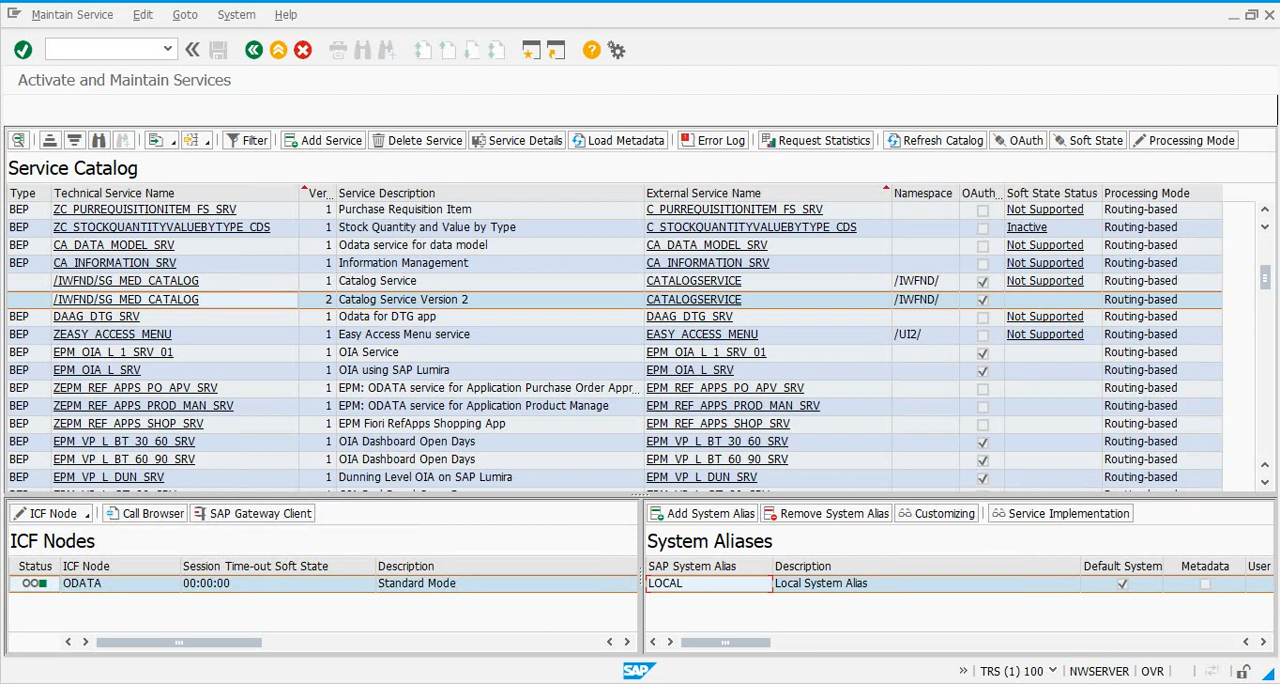 Maintain Service Edit Goto System Help
Activate and Maintain Services
Filter Add Service Delete Service Service Details Load Metadata Error Log Request Statistics Refresh Catalog OAuth Soft State Processing Mode
Service Catalog
Type Technical Service Name Ver... Service Description External Service Name Namespace OAuth... Soft State Status Processing Mode
BEP ZC_PURREQUISITIONITEM_FS_SRV 1 Purchase Requisition Item C_PURREQUISITIONITEM_FS_SRV Not Supported Routing-based
BEP ZC_STOCKQUANTITYVALUEBYTYPE_CDS 1 Stock Quantity and Value by Type C_STOCKQUANTITYVALUEBYTYPE_CDS Inactive Routing-based
BEP CA_DATA_MODEL_SRV 1 Odata service for data model CA_DATA_MODEL_SRV Not Supported Routing-based
BEP CA_INFORMATION_SRV 1 Information Management CA_INFORMATION_SRV Not Supported Routing-based
/IWFND/SG_MED_CATALOG 1 Catalog Service CATALOGSERVICE /IWFND/ Routing-based
/IWFND/SG_MED_CATALOG 2 Catalog Service Version 2 CATALOGSERVICE /IWFND/ Routing-based
BEP DAAG_DTG_SRV 1 Odata for DTG app DAAG_DTG_SRV Not Supported Routing-based
BEP ZEASY_ACCESS_MENU 1 Easy Access Menu service EASY_ACCESS_MENU /UI2/ Not Supported Routing-based
BEP EPM_OIA_L_1_SRV_01 1 OIA Service EPM_OIA_L_1_SRV_01 Routing-based
BEP EPM_OIA_L_SRV 1 OIA using SAP Lumira EPM_OIA_L_SRV Routing-based
BEP ZEPM_REF_APPS_PO_APV_SRV 1 EPM: ODATA service for Application Purchase Order Appr... EPM_REF_APPS_PO_APV_SRV Routing-based
BEP ZEPM_REF_APPS_PROD_MAN_SRV 1 EPM: ODATA service for Application Product Manage EPM_REF_APPS_PROD_MAN_SRV Routing-based
BEP ZEPM_REF_APPS_SHOP_SRV 1 EPM Fiori RefApps Shopping App EPM_REF_APPS_SHOP_SRV Routing-based
BEP EPM_VP_L_BT_30_60_SRV 1 OIA Dashboard Open Days EPM_VP_L_BT_30_60_SRV Routing-based
BEP EPM_VP_L_BT_60_90_SRV 1 OIA Dashboard Open Days EPM_VP_L_BT_60_90_SRV Routing-based
BEP EPM_VP_L_DUN_SRV 1 Dunning Level OIA on SAP Lumira EPM_VP_L_DUN_SRV Routing-based
ICF Node Call Browser SAP Gateway Client
ICF Nodes
Status ICF Node Session Time-out Soft State Description
ODATA 00:00:00 Standard Mode
Add System Alias Remove System Alias Customizing Service Implementation
System Aliases
SAP System Alias Description Default System Metadata User
LOCAL Local System Alias
SAP TRS (1) 100 NWSERVER OVR